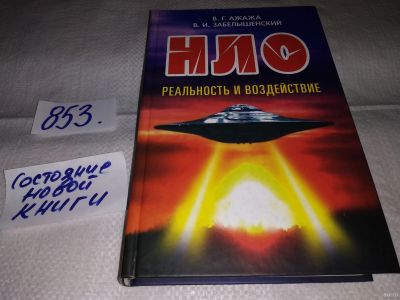 В. Г. АЖАЖА
В. И. ЗАБЕЛЫШЕНСКИЙ
НЛО
РЕАЛЬНОСТЬ И ВОЗДЕЙСТВИЕ
853.
Состояние
новой
книги